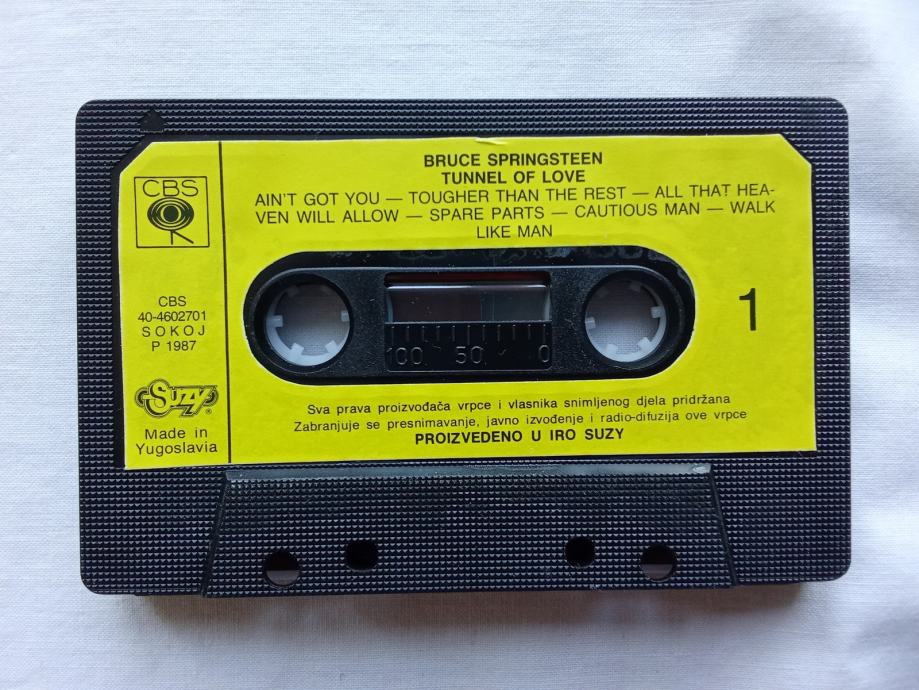 BRUCE SPRINGSTEEN
TUNNEL OF LOVE
AIN'T GOT YOU — TOUGHER THAN THE REST — ALL THAT HEA-
VEN WILL ALLOW — SPARE PARTS — CAUTIOUS MAN — WALK
LIKE MAN
CBS
CBS
40-4602701
SOKOJ
P 1987
SUZY®
Made in
Yugoslavia
1
100 50 0
Sva prava proizvođača vrpce i vlasnika snimljenog djela pridržana
Zabranjuje se presnimavanje, javno izvođenje i radio-difuzija ove vrpce
PROIZVEDENO U IRO SUZY